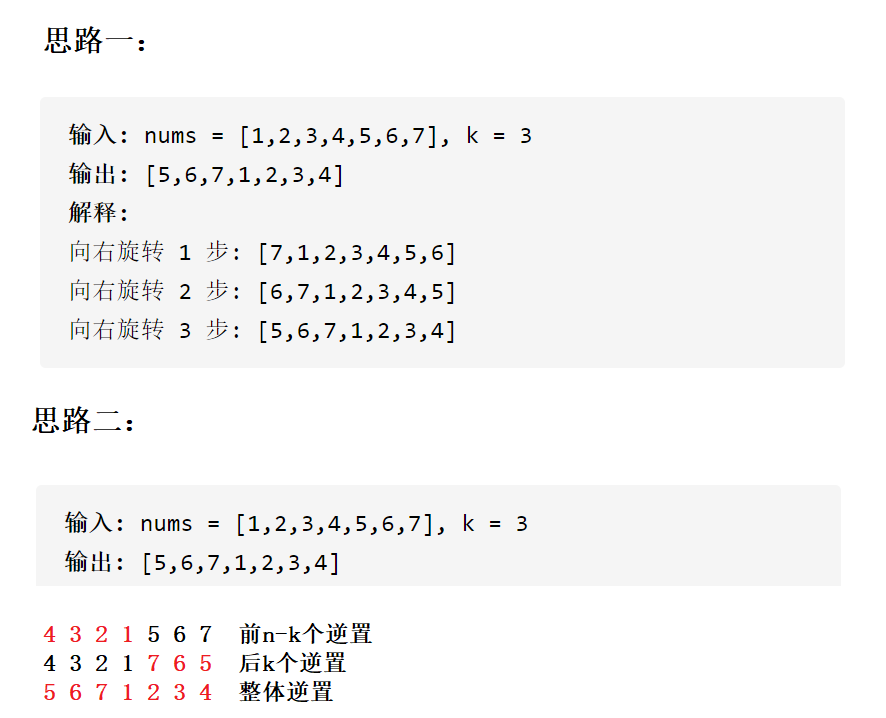 思路一：
输入: nums = [1,2,3,4,5,6,7], k = 3
输出: [5,6,7,1,2,3,4]
解释:
向右旋转 1 步: [7,1,2,3,4,5,6]
向右旋转 2 步: [6,7,1,2,3,4,5]
向右旋转 3 步: [5,6,7,1,2,3,4]
思路二：
输入: nums = [1,2,3,4,5,6,7], k = 3
输出: [5,6,7,1,2,3,4]
4 3 2 1 5 6 7 前n-k个逆置
4 3 2 1 7 6 5 后k个逆置
5 6 7 1 2 3 4 整体逆置